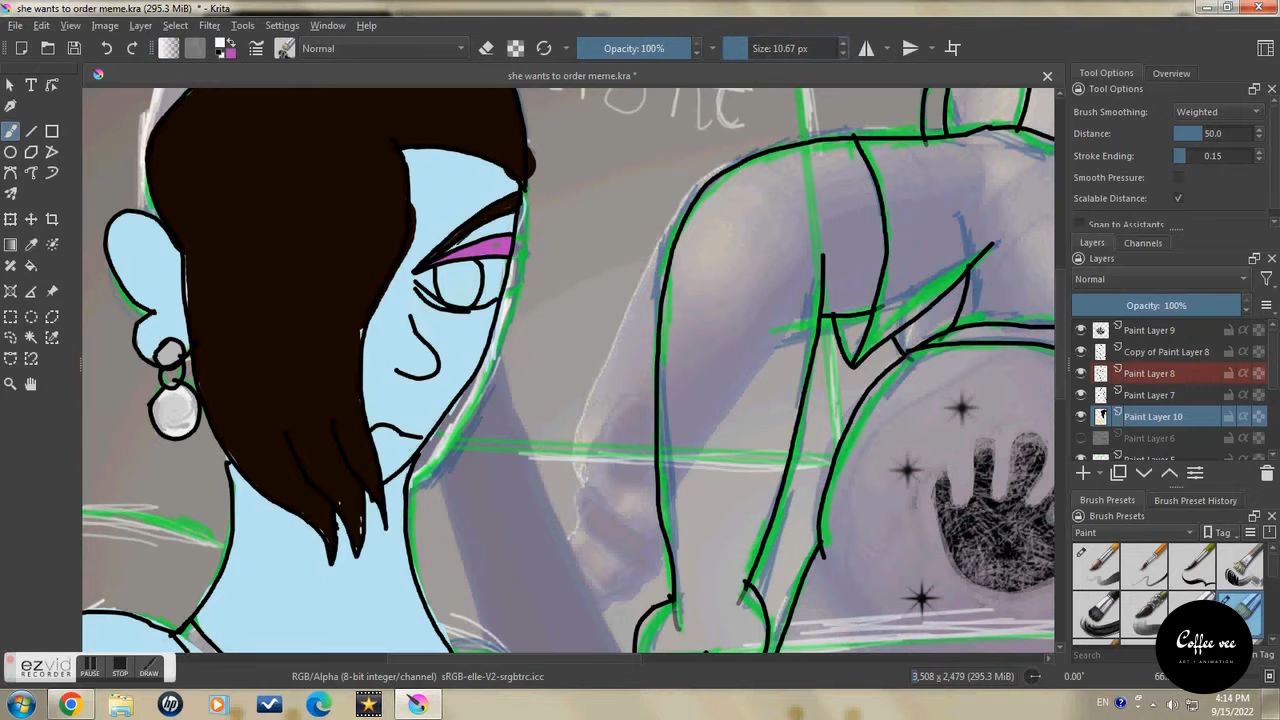 she wants to order meme.kra (295.3 MiB) * - Krita
File Edit View Image Layer Select Filter Tools Settings Window Help
Normal Opacity: 100% Size: 10.67 px
she wants to order meme.kra *
Tool Options Overview
Tool Options
Brush Smoothing: Weighted
Distance: 50.0
Stroke Ending: 0.15
Smooth Pressure:
Scalable Distance:
Snap to Assistants
Layers Channels
Layers
Normal
Opacity: 100%
Paint Layer 9
Copy of Paint Layer 8
Paint Layer 8
Paint Layer 7
Paint Layer 10
Paint Layer 6
Paint Layer 5
Brush Presets Brush Preset History
Brush Presets
Paint Tag
Search
Coffee vee
ART + ANIMATION
ezvid
RECORDER
PAUSE STOP DRAW
RGB/Alpha (8-bit integer/channel) sRGB-elle-V2-srgbtrc.icc
3,508 x 2,479 (295.3 MiB)
0.00°
EN
4:14 PM
9/15/2022